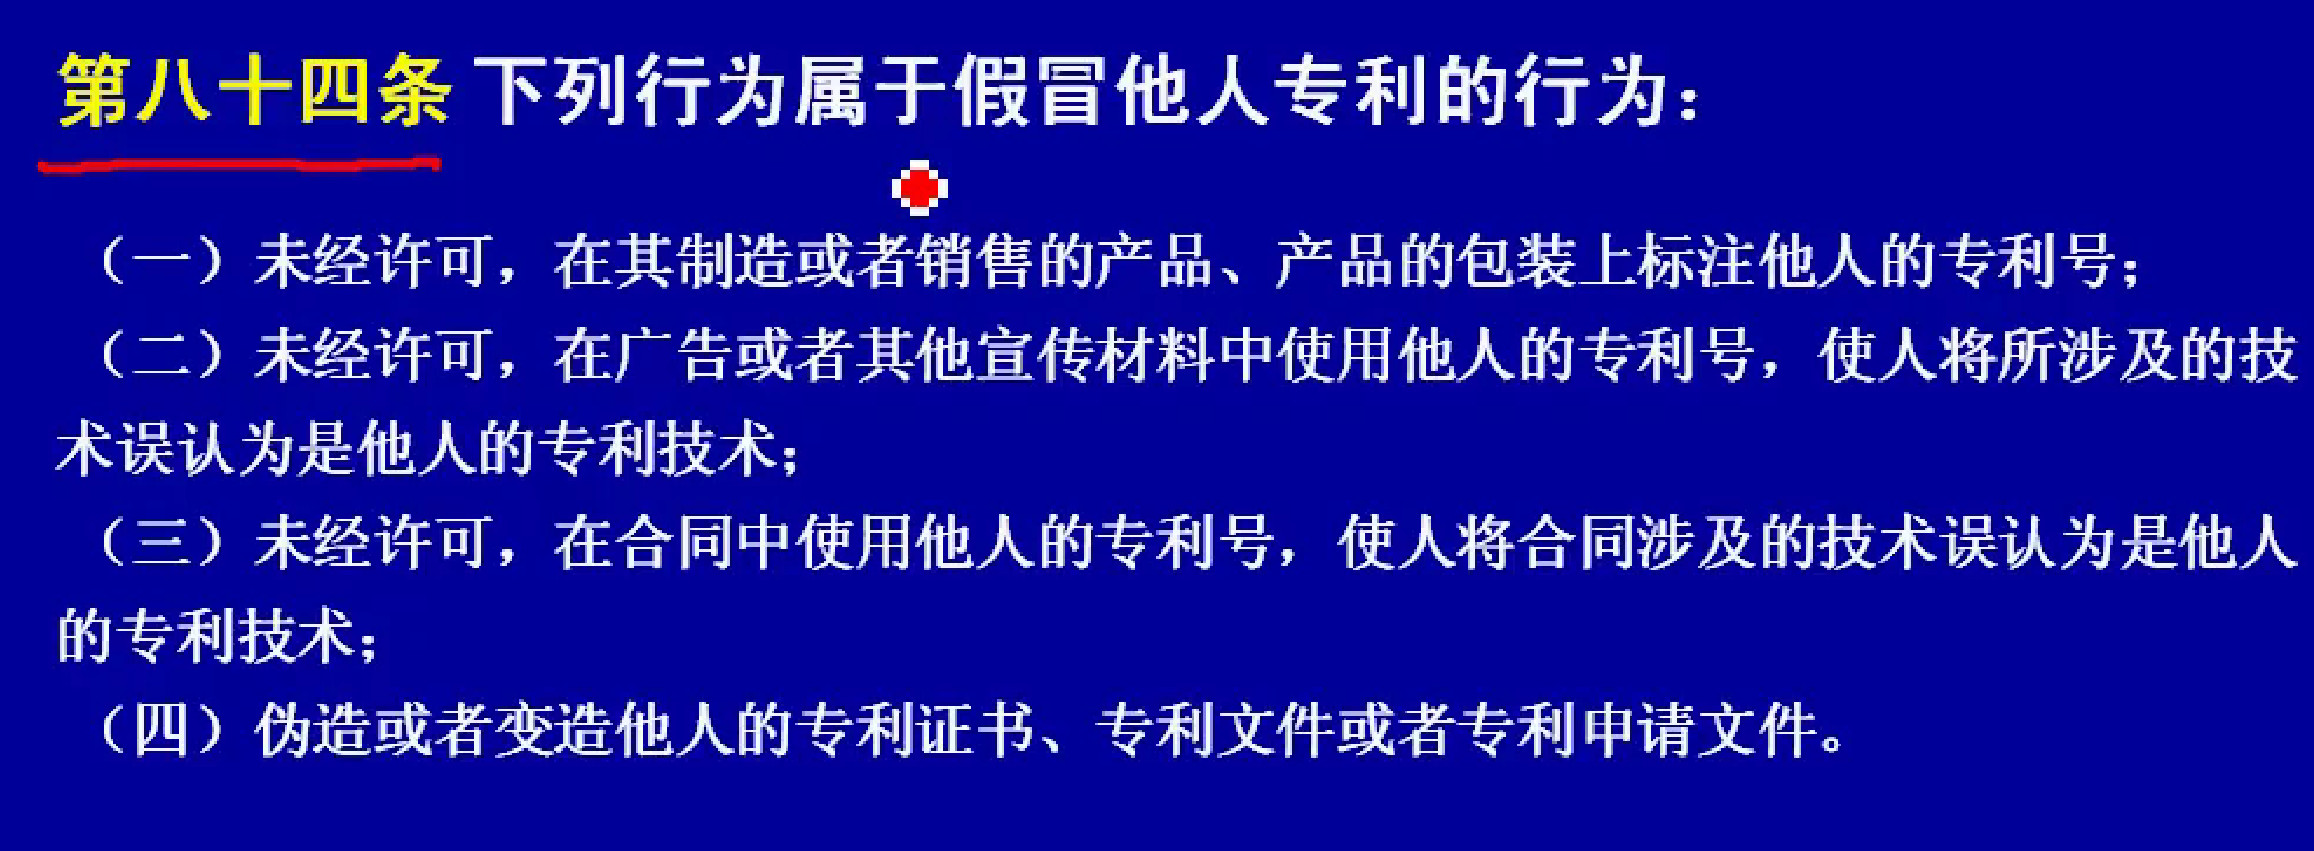 第八十四条 下列行为属于假冒他人专利的行为：
（一）未经许可，在其制造或者销售的产品、产品的包装上标注他人的专利号；
（二）未经许可，在广告或者其他宣传材料中使用他人的专利号，使人将所涉及的技
术误认为是他人的专利技术；
（三）未经许可，在合同中使用他人的专利号，使人将合同涉及的技术误认为是他人
的专利技术；
（四）伪造或者变造他人的专利证书、专利文件或者专利申请文件。